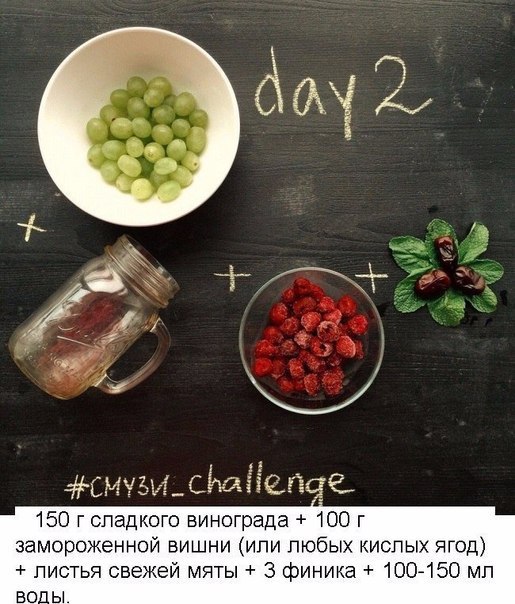 day 2
+
+
+
#смузи_challenge
150 г сладкого винограда + 100 г
замороженной вишни (или любых кислых ягод)
+ листья свежей мяты + 3 финика + 100-150 мл
воды.